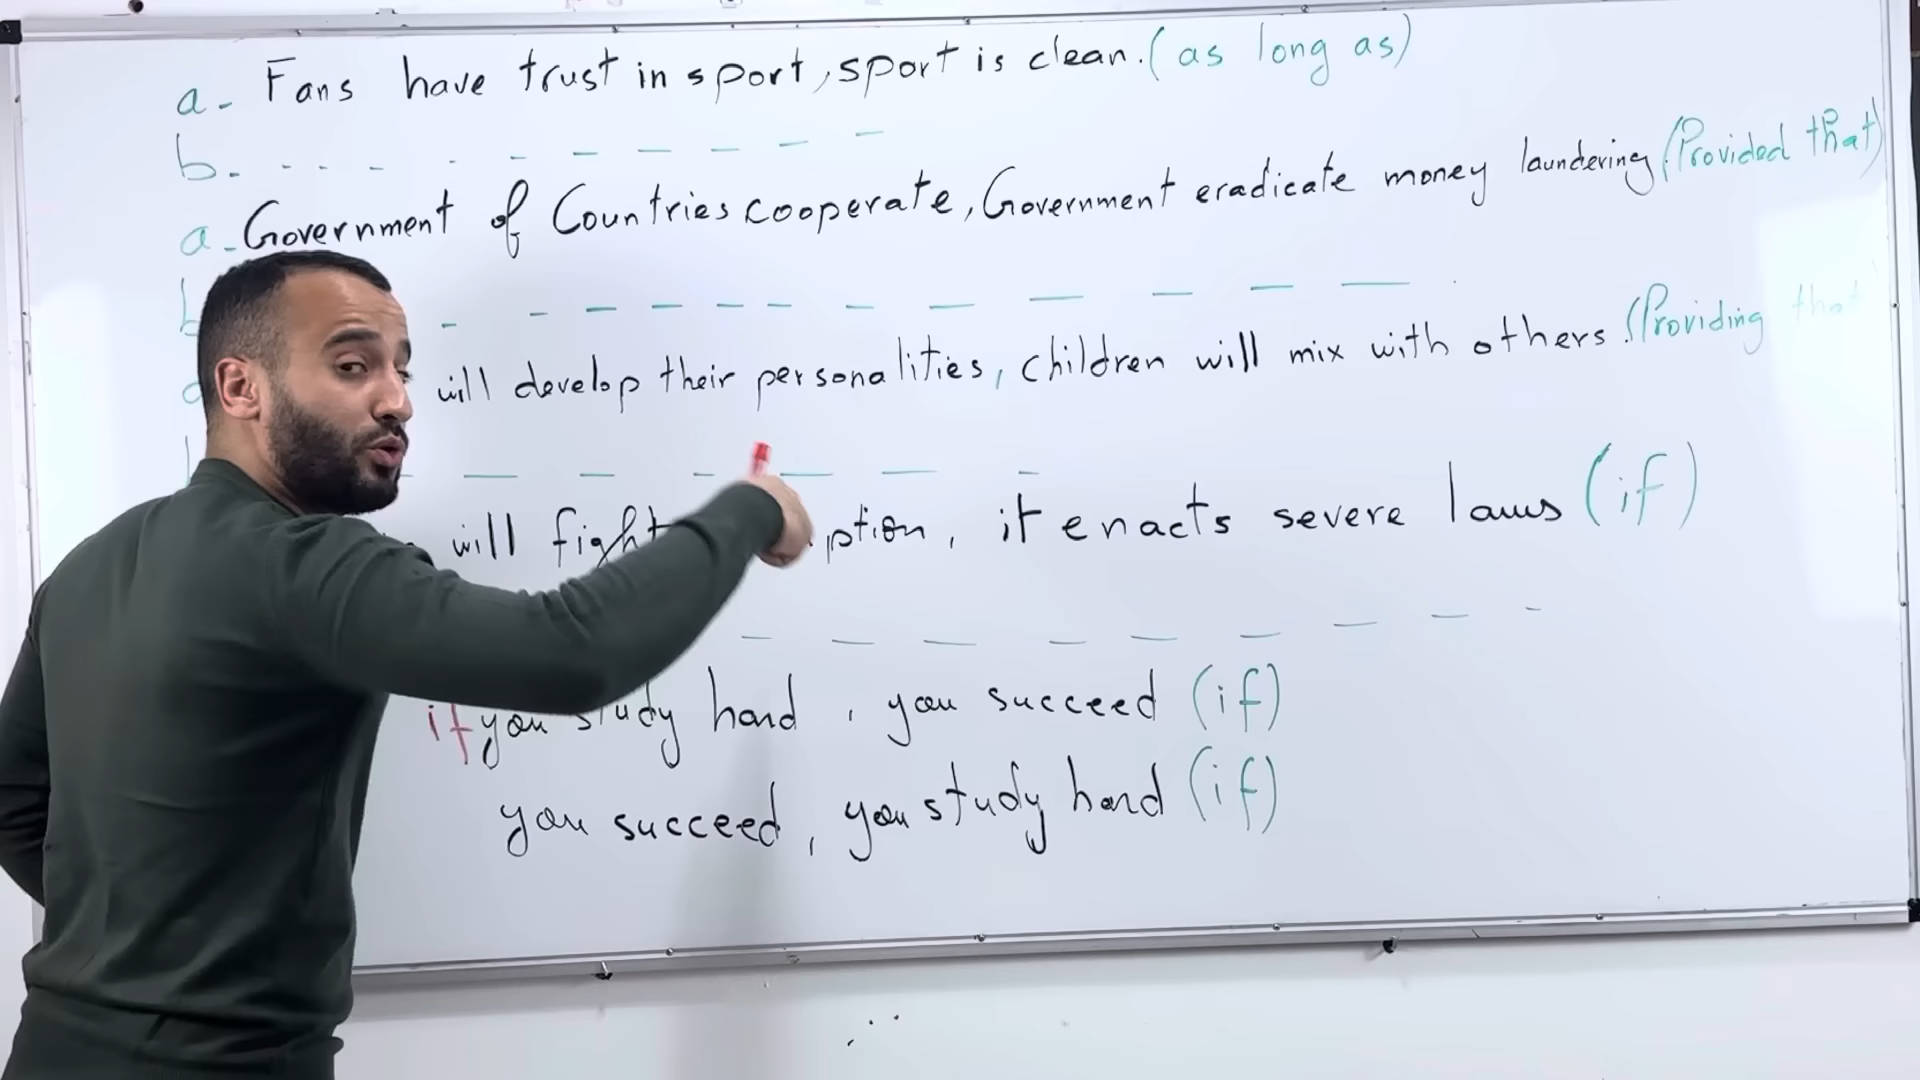 a- Fans have trust in sport, sport is clean. (as long as)
b- - - - - - - - - - -
a- Government of Countries cooperate, Government eradicate money laundering. (Provided that)
b - - - - - - - - - - - -
will develop their personalities, children will mix with others. (Providing that
- - - - - - -
will fight ption, it enacts severe laws (if)
- - - - - - - - -
if you study hard, you succeed (if)
you succeed, you study hard (if)